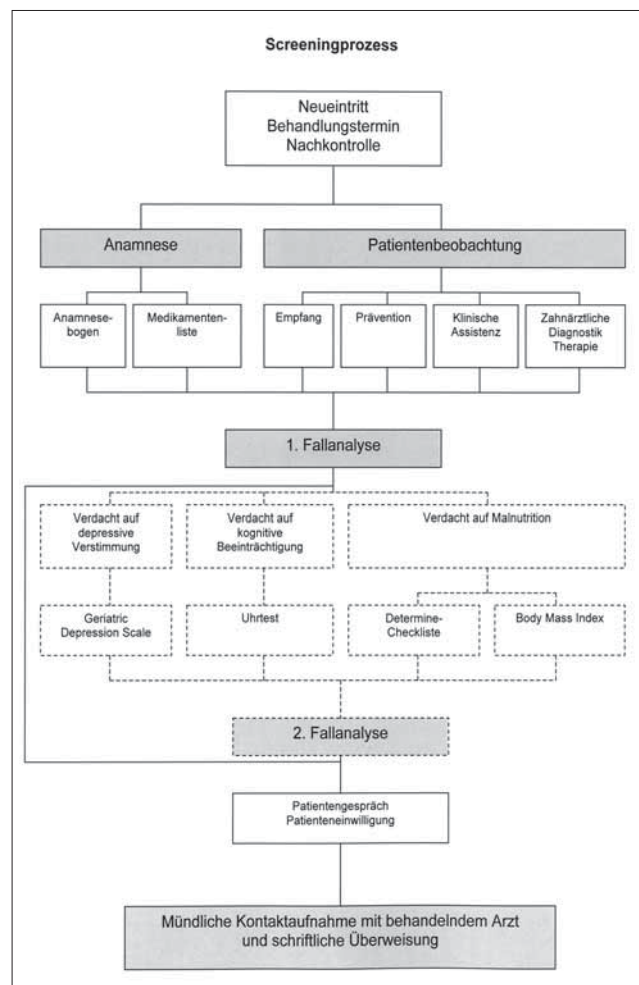 Screeningprozess
Neueintritt
Behandlungstermin
Nachkontrolle
Anamnese
Patientenbeobachtung
Anamnese-
bogen
Medikamenten-
liste
Empfang
Prävention
Klinische
Assistenz
Zahnärztliche
Diagnostik
Therapie
1. Fallanalyse
Verdacht auf
depressive
Verstimmung
Verdacht auf
kognitive
Beeinträchtigung
Verdacht auf Malnutrition
Geriatric
Depression Scale
Uhrtest
Determine-
Checkliste
Body Mass Index
2. Fallanalyse
Patientengespräch
Patienteneinwilligung
Mündliche Kontaktaufnahme mit behandelndem Arzt
und schriftliche Überweisung